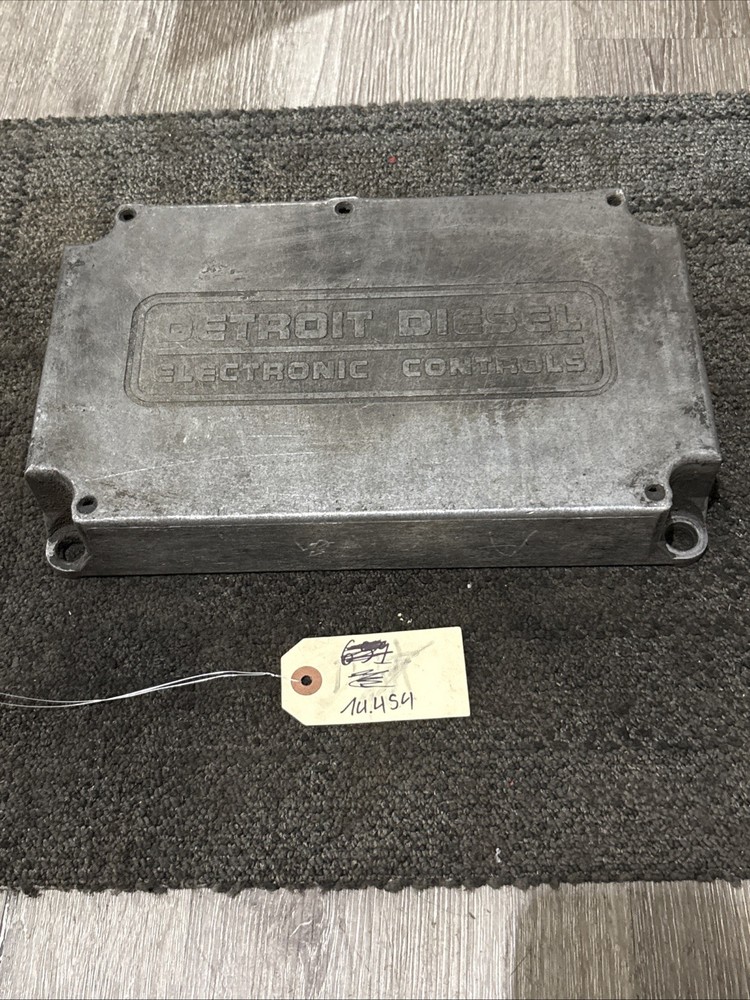 DETROIT DIESEL
ELECTRONIC CONTROLS
14.454